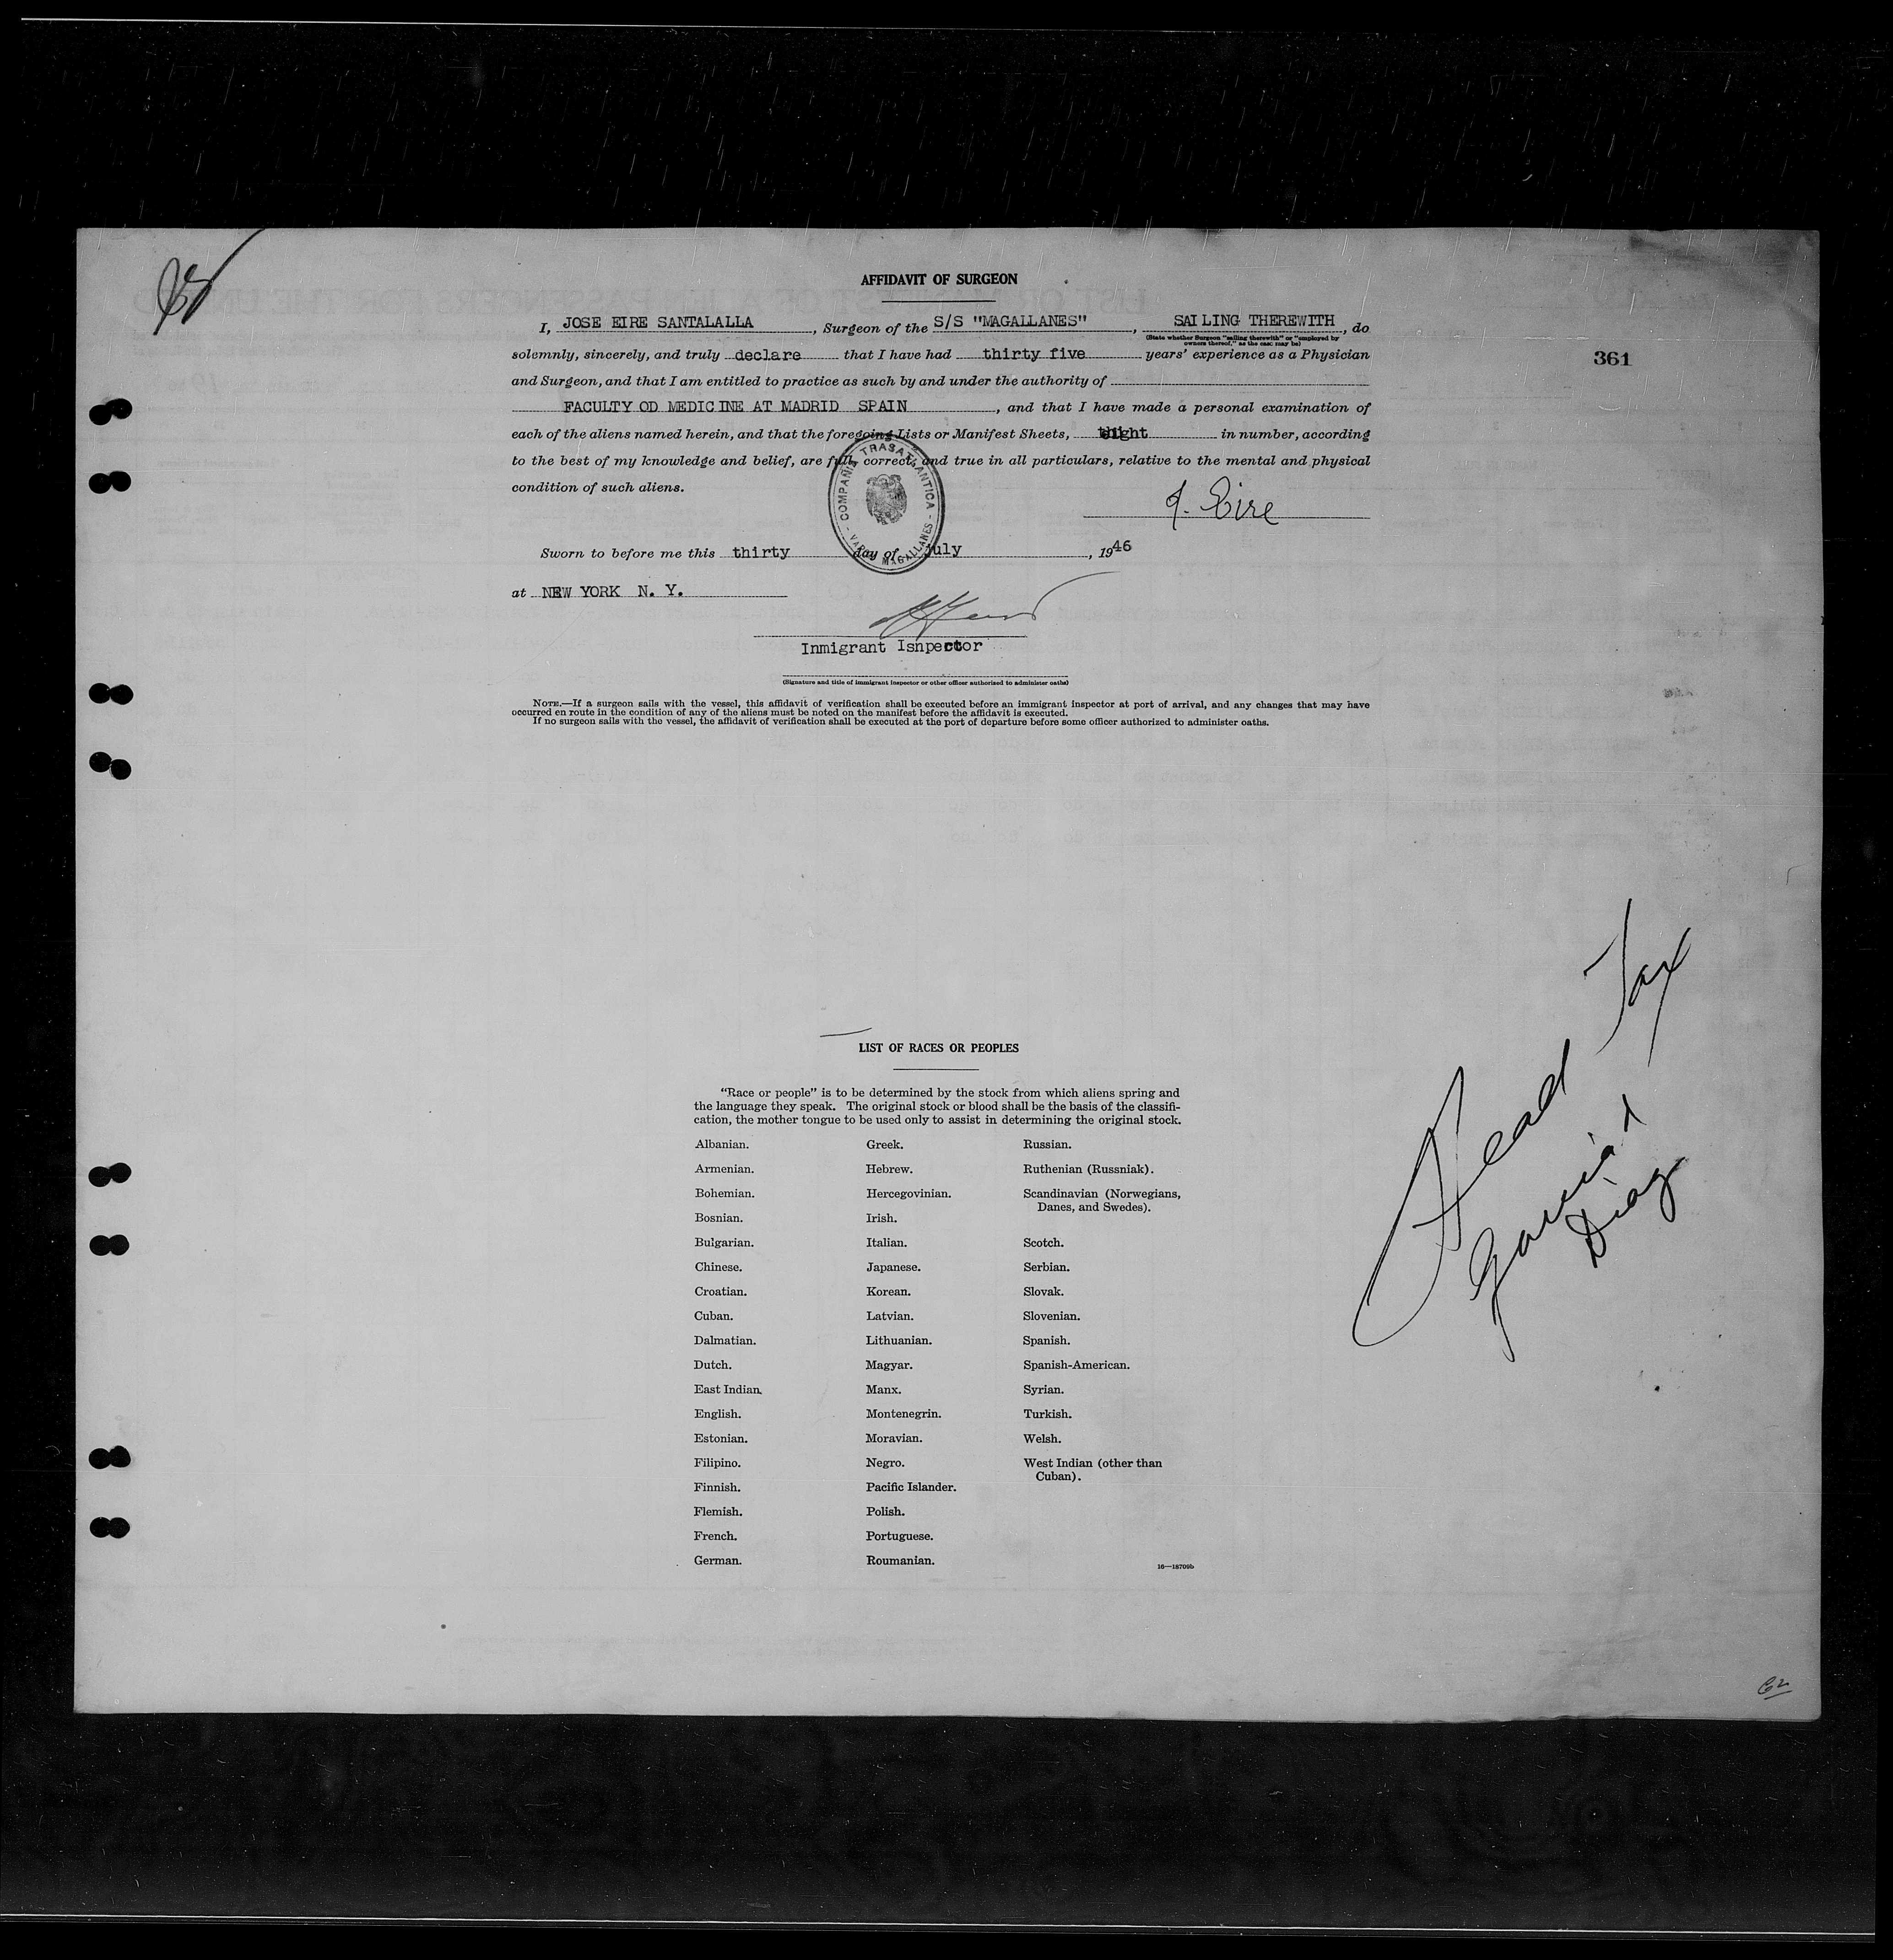 AFFIDAVIT OF SURGEON
I, JOSE EIRE SANTALALLA, Surgeon of the S/S "MAGALLANES", SAILING THEREWITH, do
(State whether Surgeon "sailing therewith" or "employed by
owners thereof," as the case may be)
solemnly, sincerely, and truly declare that I have had thirty five years' experience as a Physician
361
and Surgeon, and that I am entitled to practice as such by and under the authority of
FACULTY OD MEDICINE AT MADRID SPAIN, and that I have made a personal examination of
each of the aliens named herein, and that the foregoing Lists or Manifest Sheets, eight in number, according
to the best of my knowledge and belief, are full, correct, and true in all particulars, relative to the mental and physical
condition of such aliens.
COMPAÑIA TRASATLANTICA - VAPOR MAGALLANES -
J. Eire
Sworn to before me this thirty day of July, 1946
at NEW YORK N. Y.
Inmigrant Isnpector
(Signature and title of immigrant inspector or other officer authorized to administer oaths)
NOTE.—If a surgeon sails with the vessel, this affidavit of verification shall be executed before an immigrant inspector at port of arrival, and any changes that may have
occurred en route in the condition of any of the aliens must be noted on the manifest before the affidavit is executed.
If no surgeon sails with the vessel, the affidavit of verification shall be executed at the port of departure before some officer authorized to administer oaths.
LIST OF RACES OR PEOPLES
"Race or people" is to be determined by the stock from which aliens spring and
the language they speak. The original stock or blood shall be the basis of the classifi-
cation, the mother tongue to be used only to assist in determining the original stock.
Albanian.
Armenian.
Bohemian.
Bosnian.
Bulgarian.
Chinese.
Croatian.
Cuban.
Dalmatian.
Dutch.
East Indian.
English.
Estonian.
Filipino.
Finnish.
Flemish.
French.
German.
Greek.
Hebrew.
Hercegovinian.
Irish.
Italian.
Japanese.
Korean.
Latvian.
Lithuanian.
Magyar.
Manx.
Montenegrin.
Moravian.
Negro.
Pacific Islander.
Polish.
Portuguese.
Roumanian.
Russian.
Ruthenian (Russniak).
Scandinavian (Norwegians,
Danes, and Swedes).
Scotch.
Serbian.
Slovak.
Slovenian.
Spanish.
Spanish-American.
Syrian.
Turkish.
Welsh.
West Indian (other than
Cuban).
16—18709b
Head Tax
Garcia &
Diaz